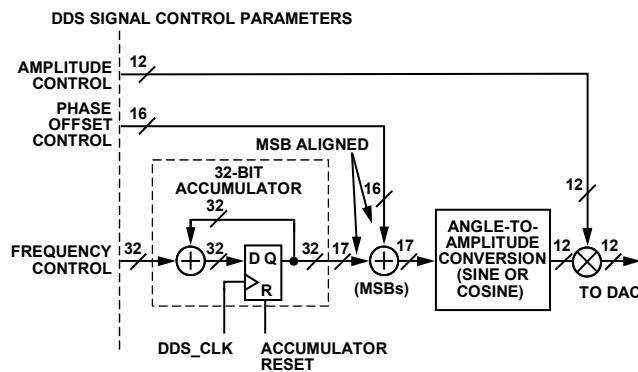 DDS SIGNAL CONTROL PARAMETERS
AMPLITUDE
CONTROL
12
PHASE
OFFSET
CONTROL
16
MSB ALIGNED
32-BIT
ACCUMULATOR
32
16
12
FREQUENCY
CONTROL
32
32
D Q
R
32
17
(MSBs)
17
ANGLE-TO-
AMPLITUDE
CONVERSION
(SINE OR
COSINE)
12
12
TO DAC
DDS_CLK
ACCUMULATOR
RESET